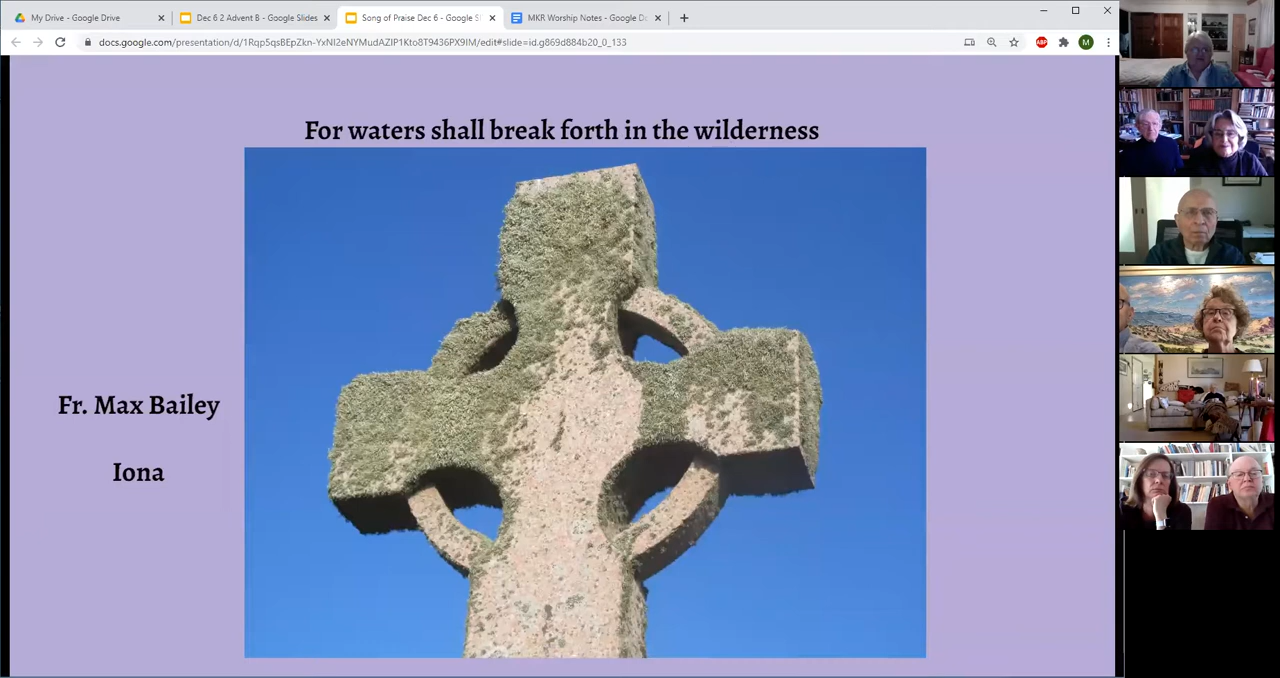 My Drive - Google Drive
Dec 6 2 Advent B - Google Slides
Song of Praise Dec 6 - Google Sl
MKR Worship Notes - Google Do
docs.google.com/presentation/d/1Rqp5qsBEpZkn-YxNI2eNYMudAZIP1Kto8T9436PX9IM/edit#slide=id.g869d884b20_0_133
ABP
M
For waters shall break forth in the wilderness
Fr. Max Bailey
Iona